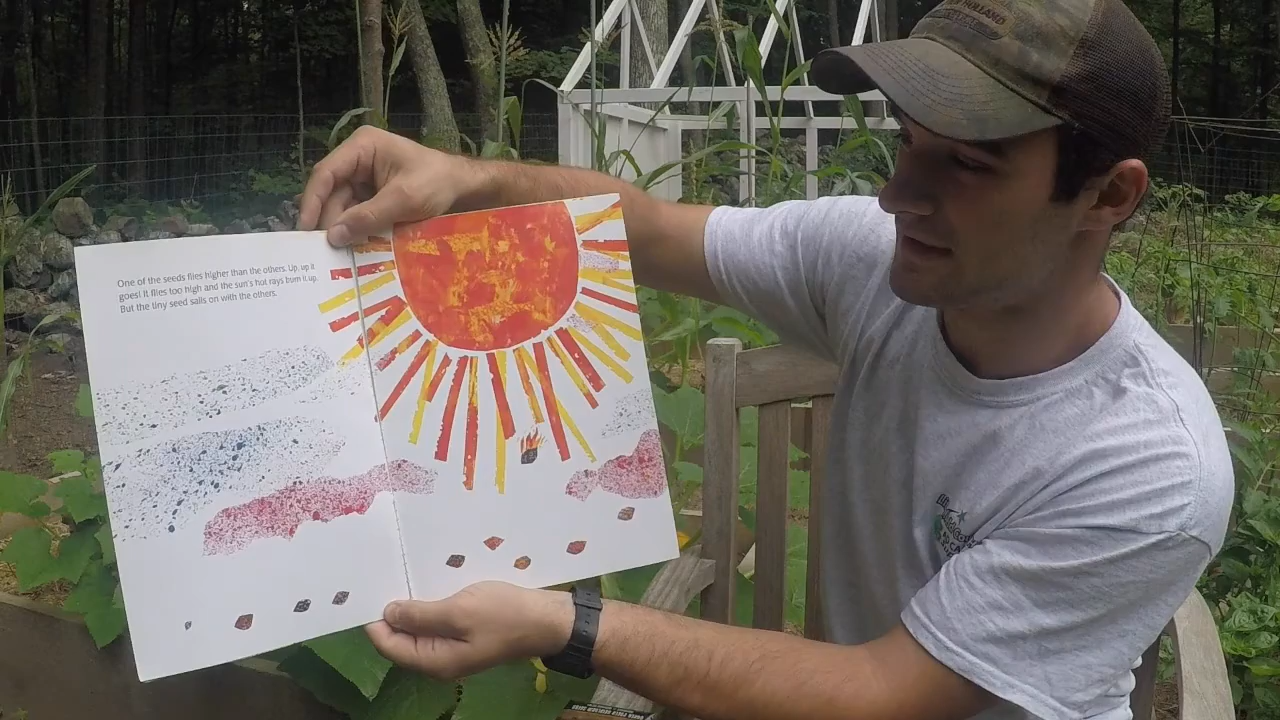 One of the seeds flies higher than the others. Up, up it
goes! It flies too high and the sun's hot rays burn it up.
But the tiny seed sails on with the others.
HOLLAND